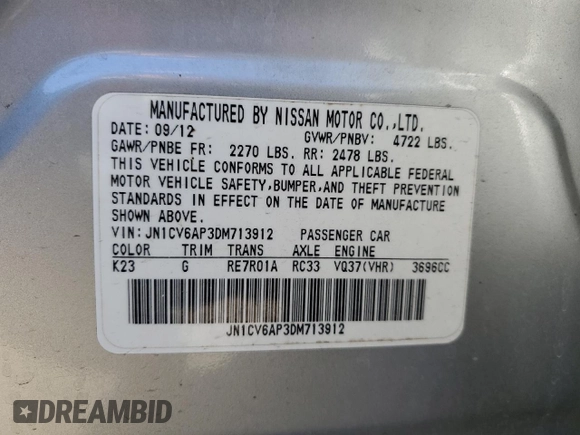 MANUFACTURED BY NISSAN MOTOR CO.,LTD.
DATE: 09/12 GVWR/PNBV: 4722 LBS.
GAWR/PNBE FR: 2270 LBS. RR: 2478 LBS.
THIS VEHICLE CONFORMS TO ALL APPLICABLE FEDERAL
MOTOR VEHICLE SAFETY,BUMPER,AND THEFT PREVENTION
STANDARDS IN EFFECT ON THE DATE OF MANUFACTURE
SHOWN ABOVE.
VIN: JN1CV6AP3DM713912 PASSENGER CAR
COLOR TRIM TRANS AXLE ENGINE
K23 G RE7R01A RC33 VQ37(VHR) 3696CC
JN1CV6AP3DM713912
DREAMBID